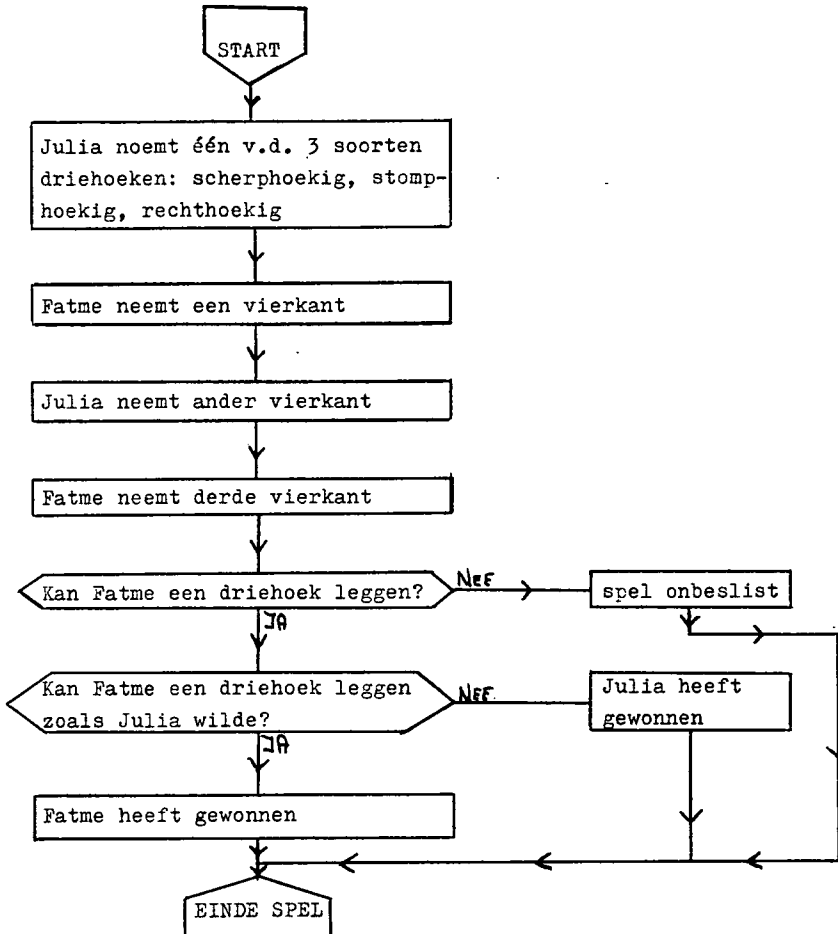 START
Julia noemt één v.d. 3 soorten
driehoeken: scherphoekig, stomp-
hoekig, rechthoekig
Fatme neemt een vierkant
Julia neemt ander vierkant
Fatme neemt derde vierkant
Kan Fatme een driehoek leggen?
NEE
spel onbeslist
JA
Kan Fatme een driehoek leggen
zoals Julia wilde?
NEE
Julia heeft
gewonnen
JA
Fatme heeft gewonnen
EINDE SPEL